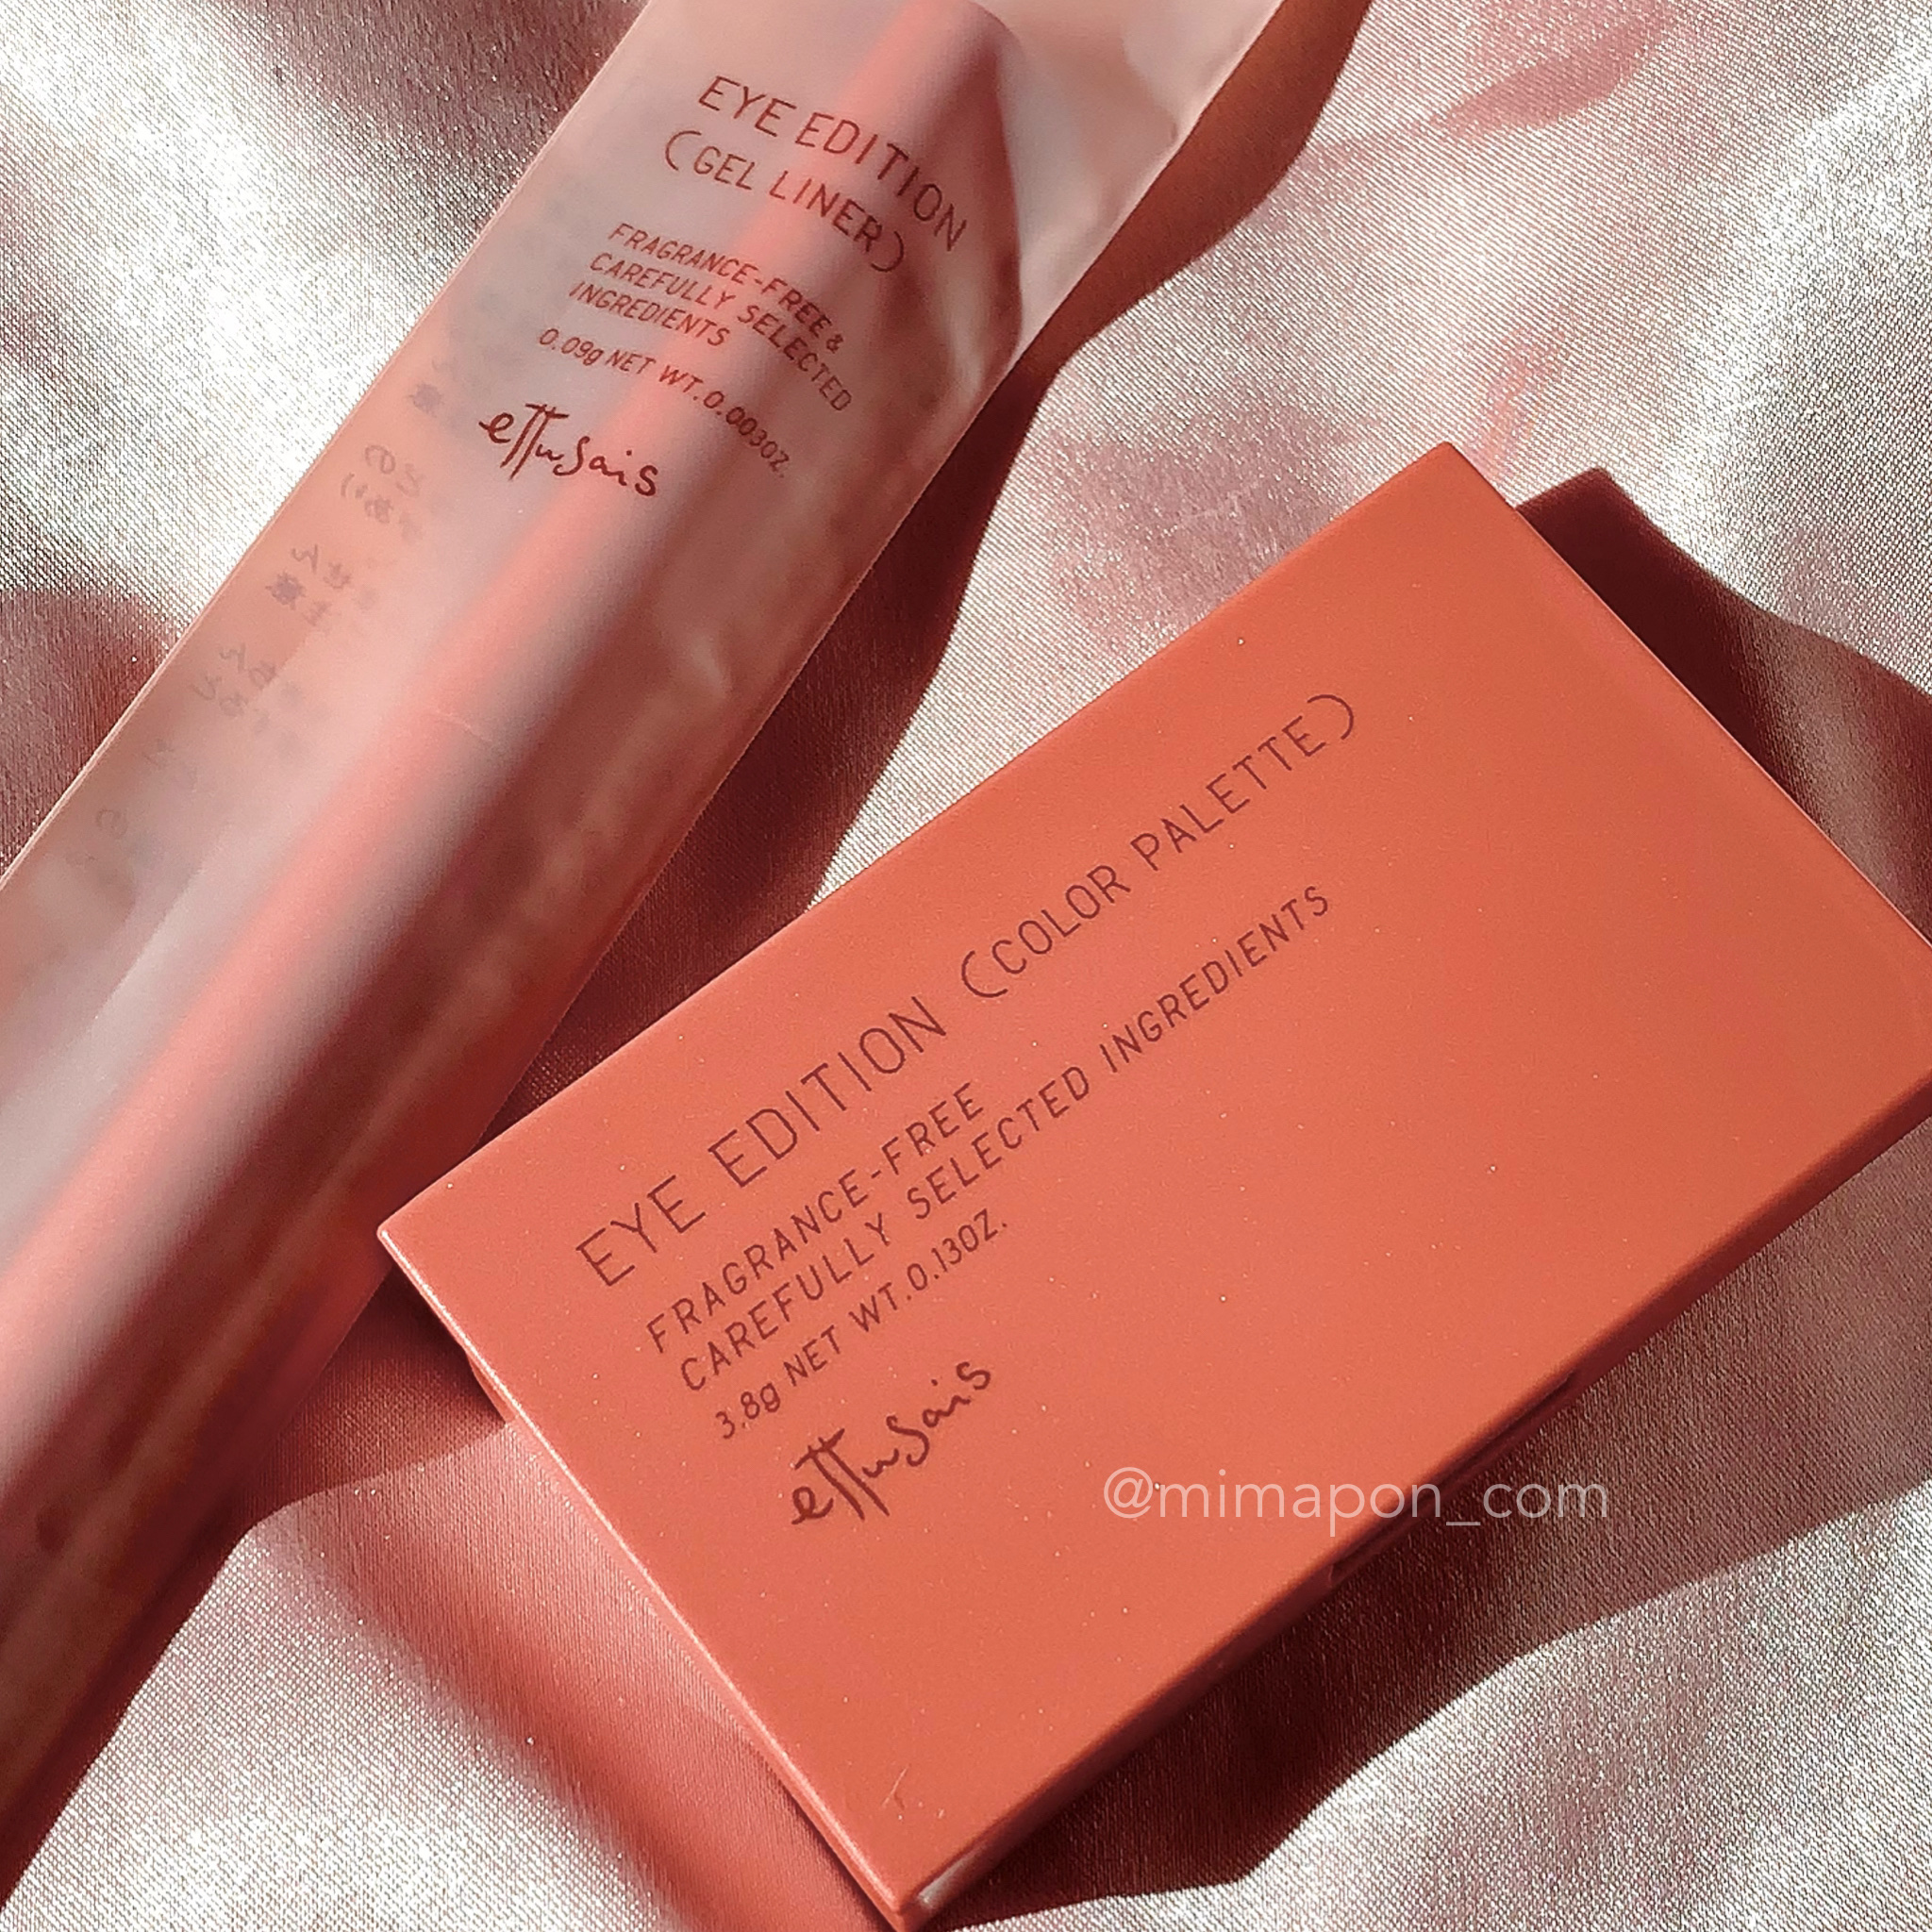 EYE EDITION
(GEL LINER)
FRAGRANCE-FREE &
CAREFULLY SELECTED
INGREDIENTS
0.09g NET WT.0.003OZ.
ettusais
EYE EDITION (COLOR PALETTE)
FRAGRANCE-FREE
CAREFULLY SELECTED INGREDIENTS
3.8g NET WT.0.13OZ.
ettusais
@mimapon_com